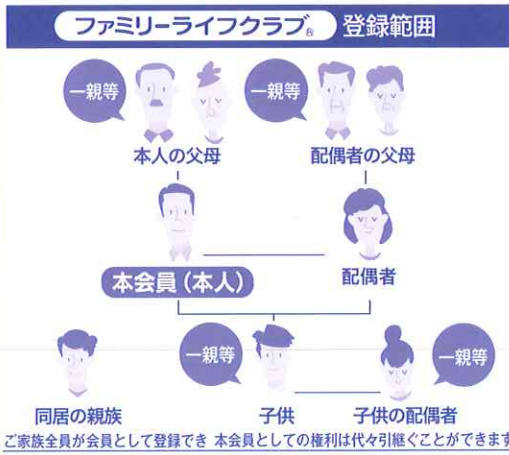 ファミリーライフクラブ® 登録範囲
一親等
一親等
本人の父母
配偶者の父母
本会員(本人)
配偶者
一親等
一親等
同居の親族
子供
子供の配偶者
ご家族全員が会員として登録でき 本会員としての権利は代々引継ぐことができます